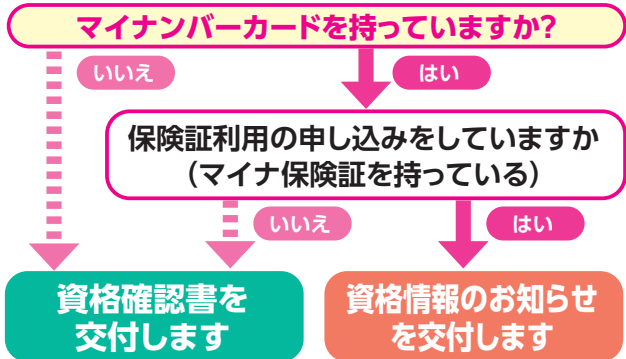 マイナンバーカードを持っていますか?
いいえ
はい
保険証利用の申し込みをしていますか
(マイナ保険証を持っている)
いいえ
はい
資格確認書を
交付します
資格情報のお知らせ
を交付します